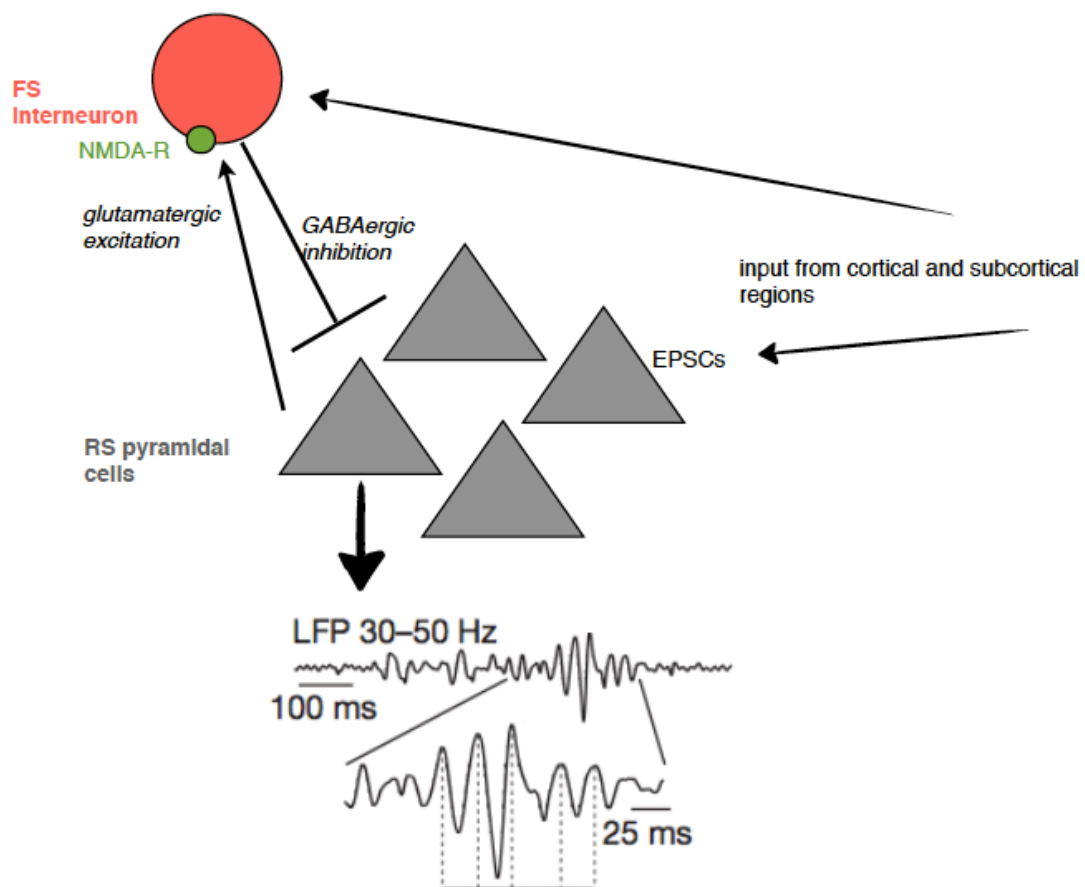 FS
Interneuron
NMDA-R
glutamatergic
excitation
GABAergic
inhibition
input from cortical and subcortical
regions
EPSCs
RS pyramidal
cells
LFP 30–50 Hz
100 ms
25 ms